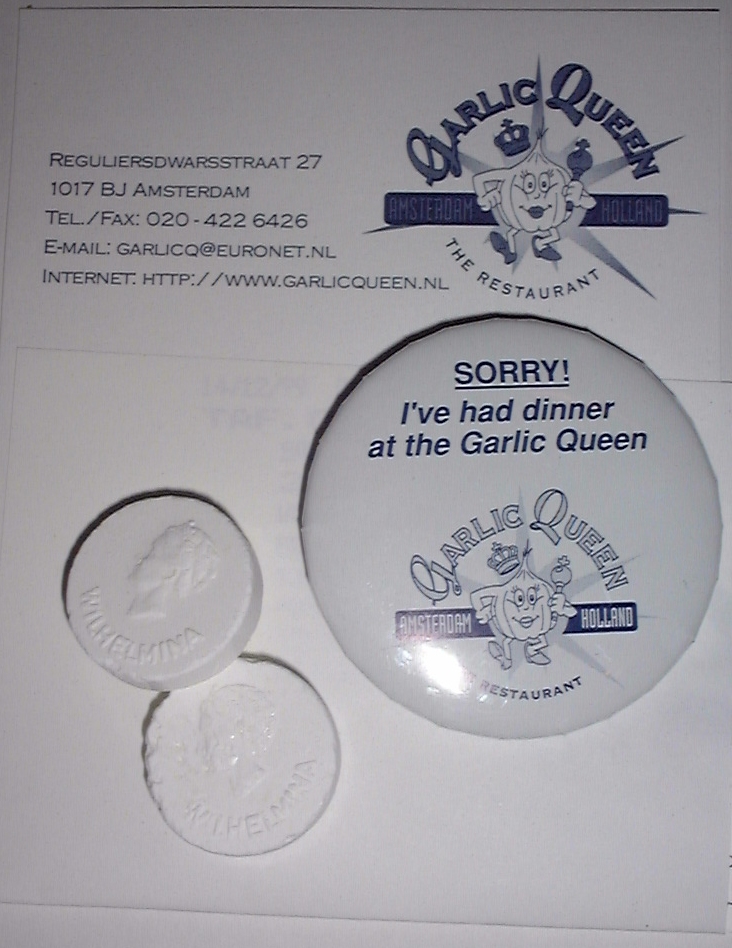 GARLIC QUEEN
AMSTERDAM HOLLAND
THE RESTAURANT
REGULIERSDWARSSTRAAT 27
1017 BJ AMSTERDAM
TEL./FAX: 020-422 6426
E-MAIL: GARLICQ@EURONET.NL
INTERNET: HTTP://WWW.GARLICQUEEN.NL
SORRY!
I've had dinner
at the Garlic Queen
GARLIC QUEEN
AMSTERDAM HOLLAND
RESTAURANT
WILHELMINA
WILHELMINA